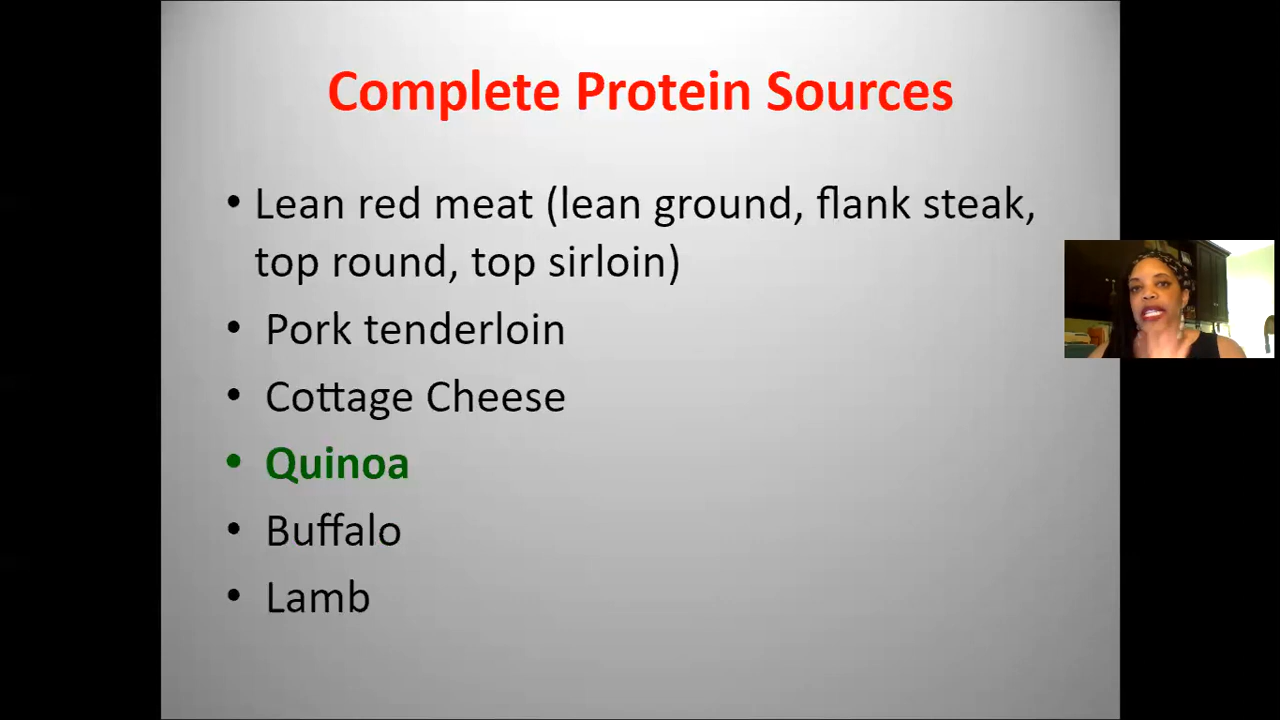 Complete Protein Sources
• Lean red meat (lean ground, flank steak,
top round, top sirloin)
• Pork tenderloin
• Cottage Cheese
• Quinoa
• Buffalo
• Lamb